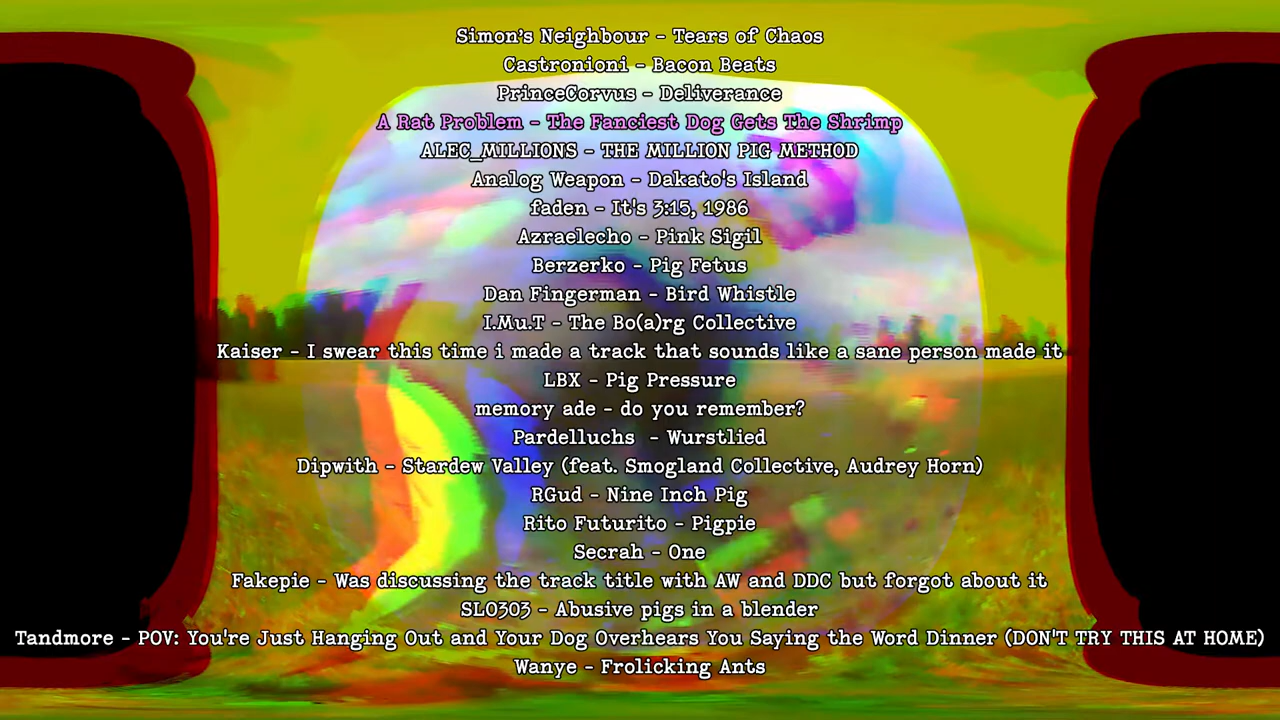 Simon's Neighbour - Tears of Chaos
Castronioni - Bacon Beats
PrinceCorvus - Deliverance
A Rat Problem - The Fanciest Dog Gets The Shrimp
ALEC_MILLIONS - THE MILLION PIG METHOD
Analog Weapon - Dakato's Island
faden - It's 3:15, 1986
Azraelecho - Pink Sigil
Berzerko - Pig Fetus
Dan Fingerman - Bird Whistle
I.Mu.T - The Bo(a)rg Collective
Kaiser - I swear this time i made a track that sounds like a sane person made it
LBX - Pig Pressure
memory ade - do you remember?
Pardelluchs - Wurstlied
Dipwith - Stardew Valley (feat. Smogland Collective, Audrey Horn)
RGud - Nine Inch Pig
Rito Futurito - Pigpie
Secrah - One
Fakepie - Was discussing the track title with AW and DDC but forgot about it
SLO303 - Abusive pigs in a blender
Tandmore - POV: You're Just Hanging Out and Your Dog Overhears You Saying the Word Dinner (DON'T TRY THIS AT HOME)
Wanye - Frolicking Ants